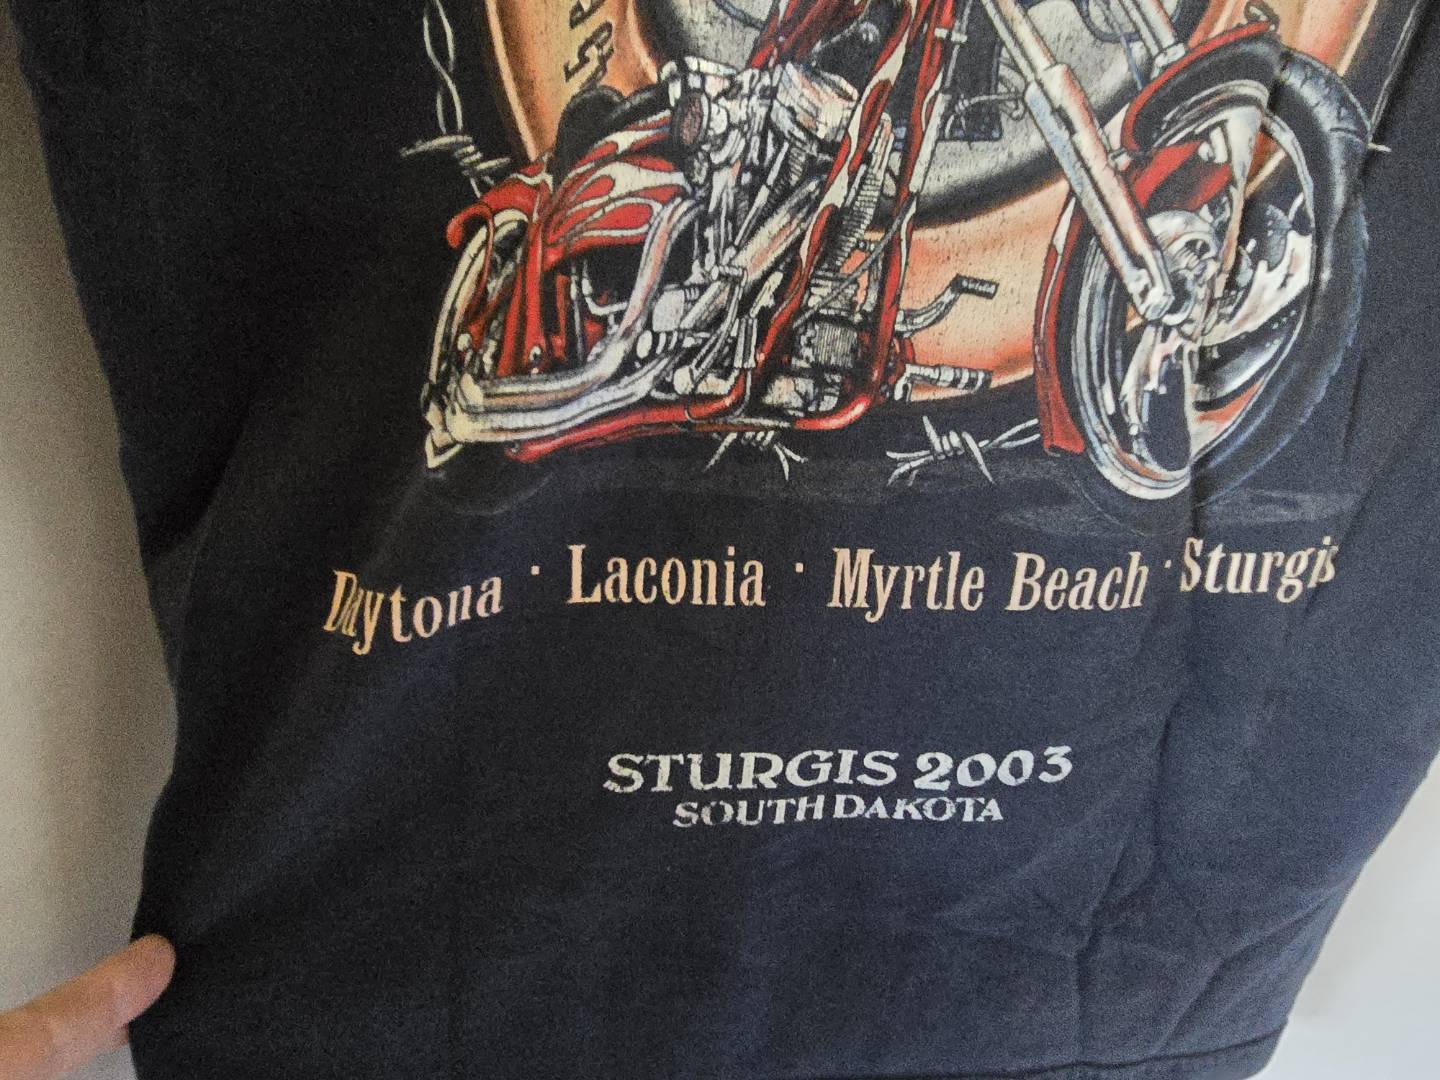 Daytona · Laconia · Myrtle Beach · Sturgis
STURGIS 2003
SOUTH DAKOTA